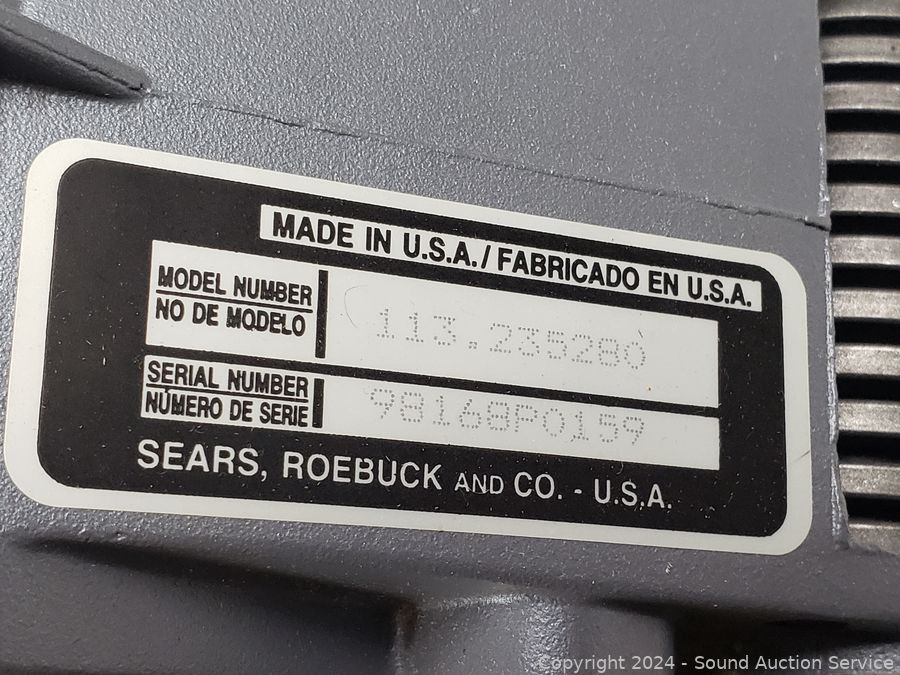 MADE IN U.S.A. / FABRICADO EN U.S.A.
MODEL NUMBER
NO DE MODELO
113.235280
SERIAL NUMBER
NÚMERO DE SERIE
98168P0159
SEARS, ROEBUCK AND CO. - U.S.A.
Copyright 2024 - Sound Auction Service